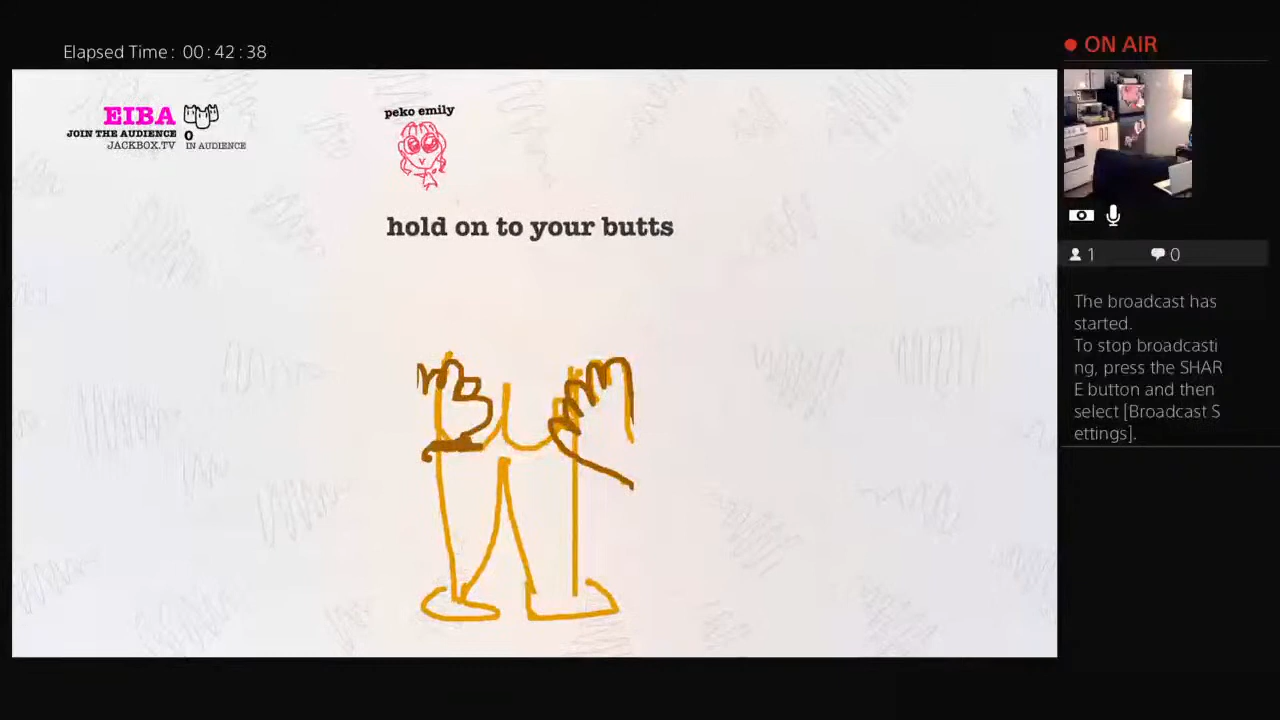 Elapsed Time: 00:42:38
ON AIR
EIBA
JOIN THE AUDIENCE
JACKBOX.TV
0
IN AUDIENCE
peko emily
hold on to your butts
1
0
The broadcast has
started.
To stop broadcasti
ng, press the SHAR
E button and then
select [Broadcast S
ettings].